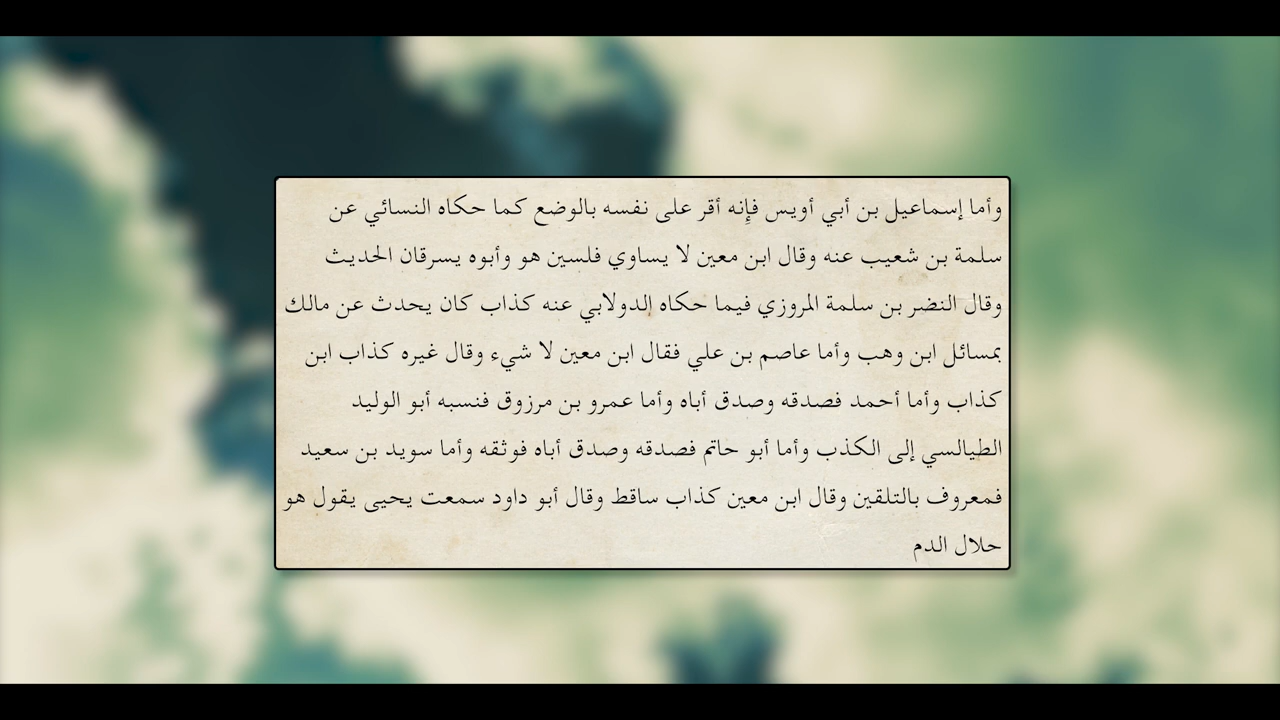 وأما إسماعيل بن أبي أويس فإنه أقر على نفسه بالوضع كما حكاه النسائي عن
سلمة بن شعيب عنه وقال ابن معين لا يساوي فلسين هو وأبوه يسرقان الحديث
وقال النضر بن سلمة المروزي فيما حكاه الدولابي عنه كذاب كان يحدث عن مالك
بمسائل ابن وهب وأما عاصم بن علي فقال ابن معين لا شيء وقال غيره كذاب ابن
كذاب وأما أحمد فصدقه وصدق أباه وأما عمرو بن مرزوق فنسبه أبو الوليد
الطيالسي إلى الكذب وأما أبو حاتم فصدقه وصدق أباه فوثقه وأما سويد بن سعيد
فمعروف بالتلقين وقال ابن معين كذاب ساقط وقال أبو داود سمعت يحيى يقول هو
حلال الدم